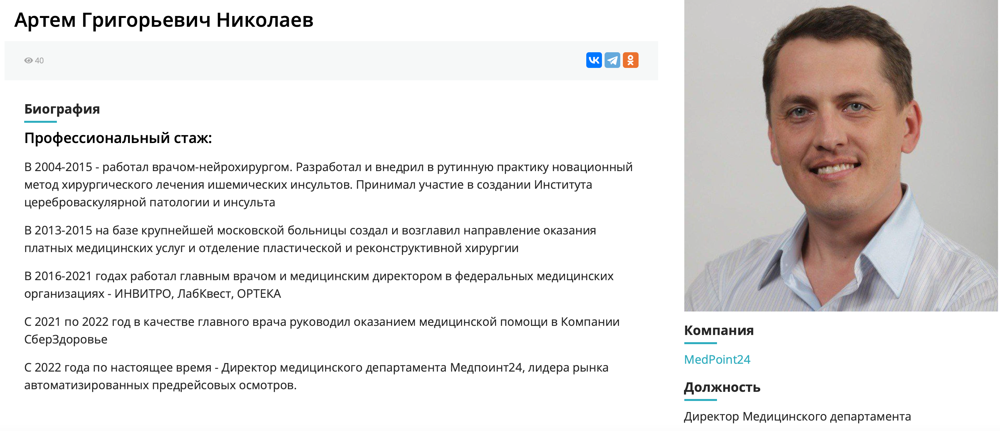 Артем Григорьевич Николаев
40
Биография
Профессиональный стаж:
В 2004-2015 - работал врачом-нейрохирургом. Разработал и внедрил в рутинную практику новационный
метод хирургического лечения ишемических инсультов. Принимал участие в создании Института
цереброваскулярной патологии и инсульта
В 2013-2015 на базе крупнейшей московской больницы создал и возглавил направление оказания
платных медицинских услуг и отделение пластической и реконструктивной хирургии
В 2016-2021 годах работал главным врачом и медицинским директором в федеральных медицинских
организациях - ИНВИТРО, ЛабКвест, ОРТЕКА
С 2021 по 2022 год в качестве главного врача руководил оказанием медицинской помощи в Компании
СберЗдоровье
С 2022 года по настоящее время - Директор медицинского департамента Медпоинт24, лидера рынка
автоматизированных предрейсовых осмотров.
Компания
MedPoint24
Должность
Директор Медицинского департамента